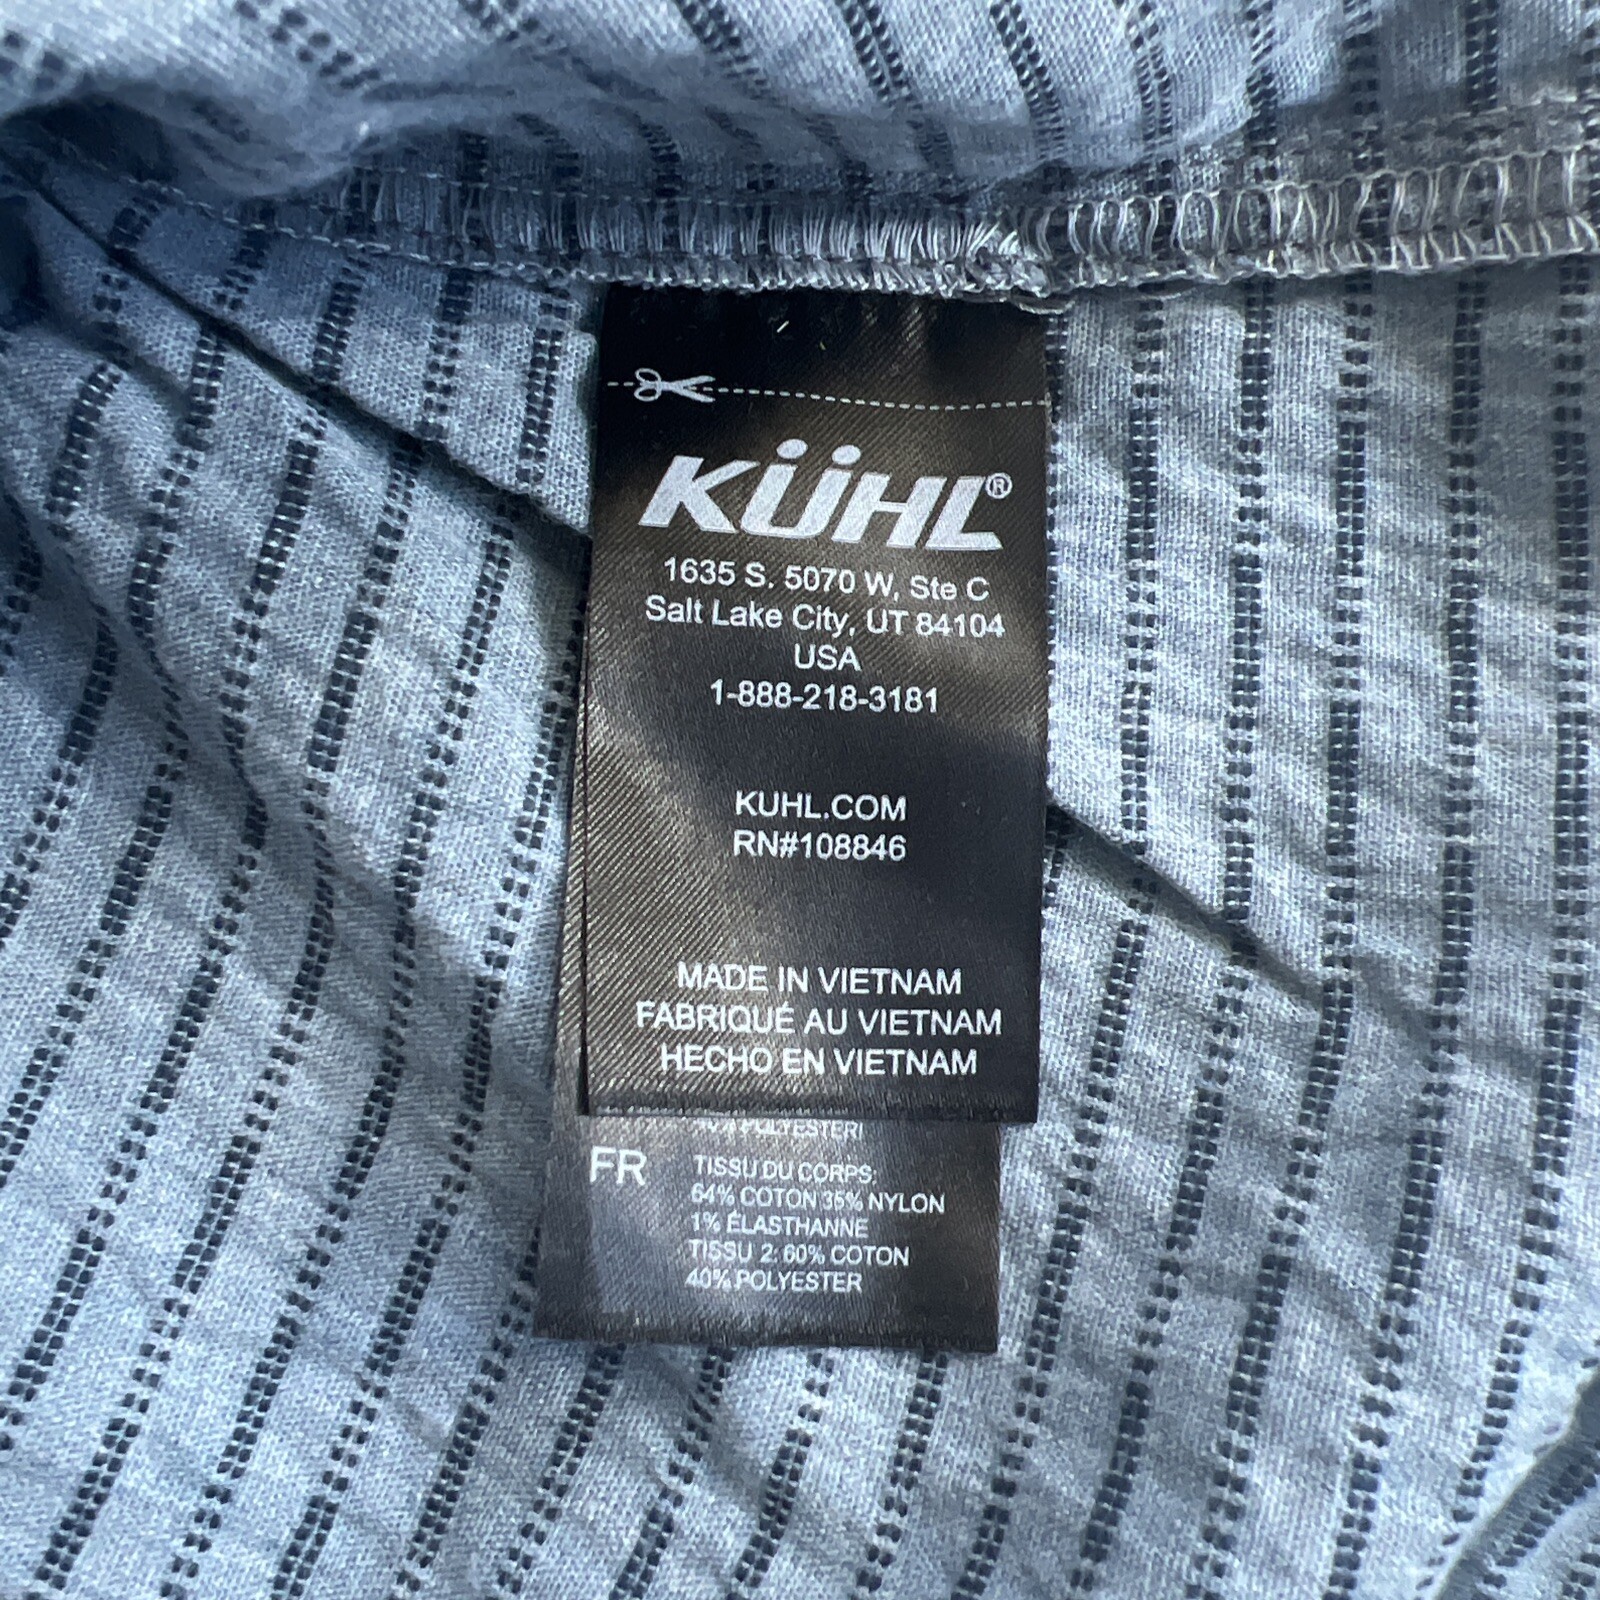 KÜHL®
1635 S. 5070 W, Ste C
Salt Lake City, UT 84104
USA
1-888-218-3181
KUHL.COM
RN#108846
MADE IN VIETNAM
FABRIQUÉ AU VIETNAM
HECHO EN VIETNAM
40% POLYESTER
FR
TISSU DU CORPS:
64% COTON 35% NYLON
1% ÉLASTHANNE
TISSU 2: 60% COTON
40% POLYESTER